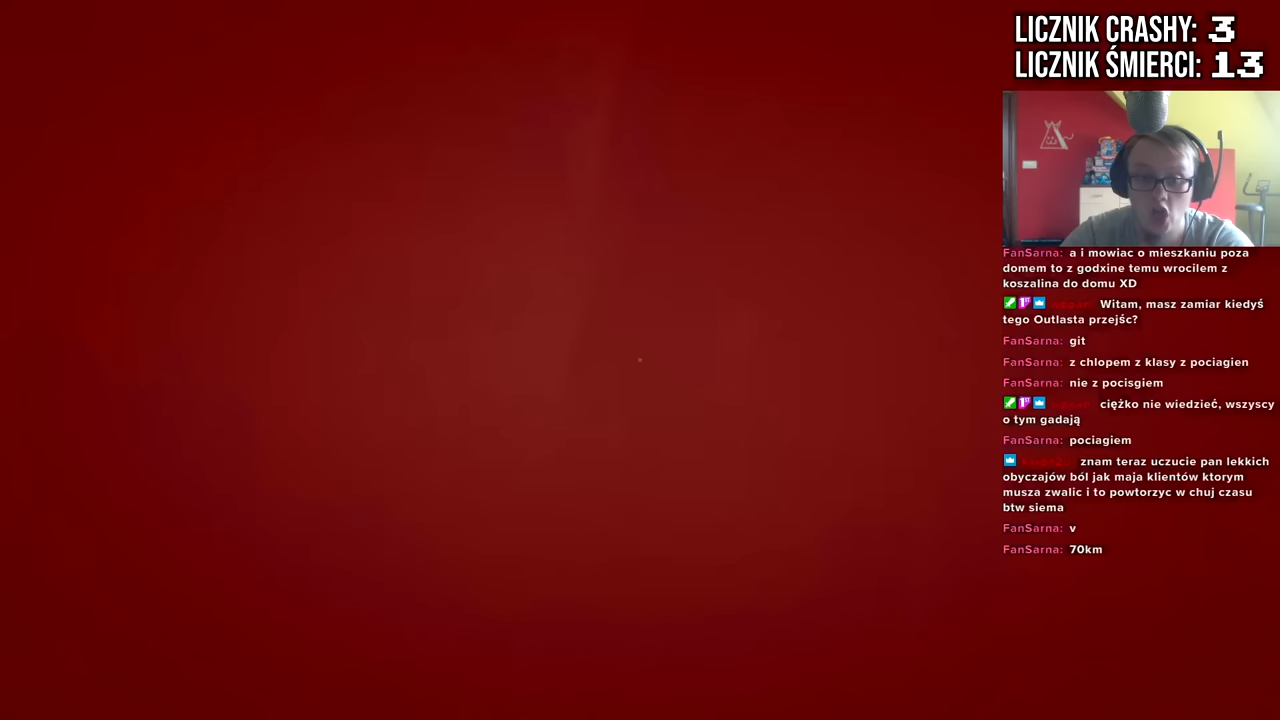 LICZNIK CRASHY: 3
LICZNIK ŚMIERCI: 13
FanSarna: a i mowiac o mieszkaniu poza
domem to z godxine temu wrocilem z
koszalina do domu XD
Witam, masz zamiar kiedyś
tego Outlasta przejśc?
FanSarna: git
FanSarna: z chlopem z klasy z pociagien
FanSarna: nie z pocisgiem
ciężko nie wiedzieć, wszyscy
o tym gadają
FanSarna: pociagiem
znam teraz uczucie pan lekkich
obyczajów ból jak maja klientów ktorym
musza zwalic i to powtorzyc w chuj czasu
btw siema
FanSarna: v
FanSarna: 70km